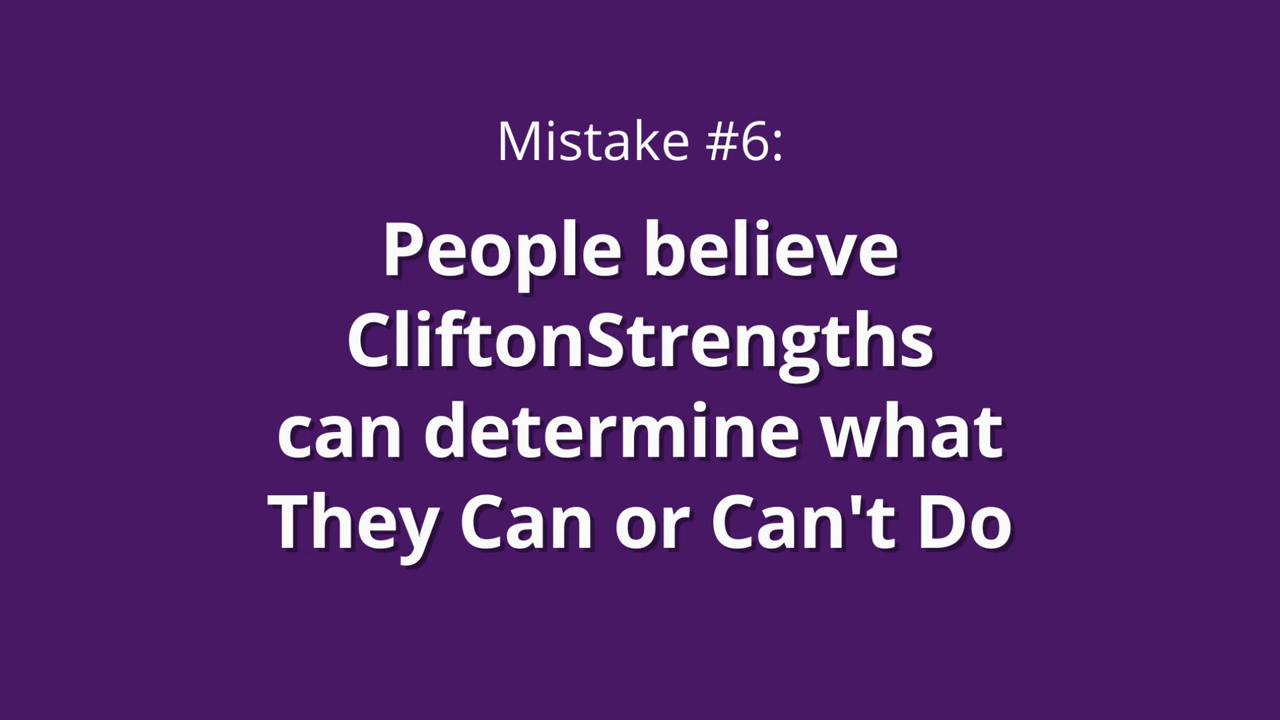 Mistake #6:
People believe
CliftonStrengths
can determine what
They Can or Can't Do